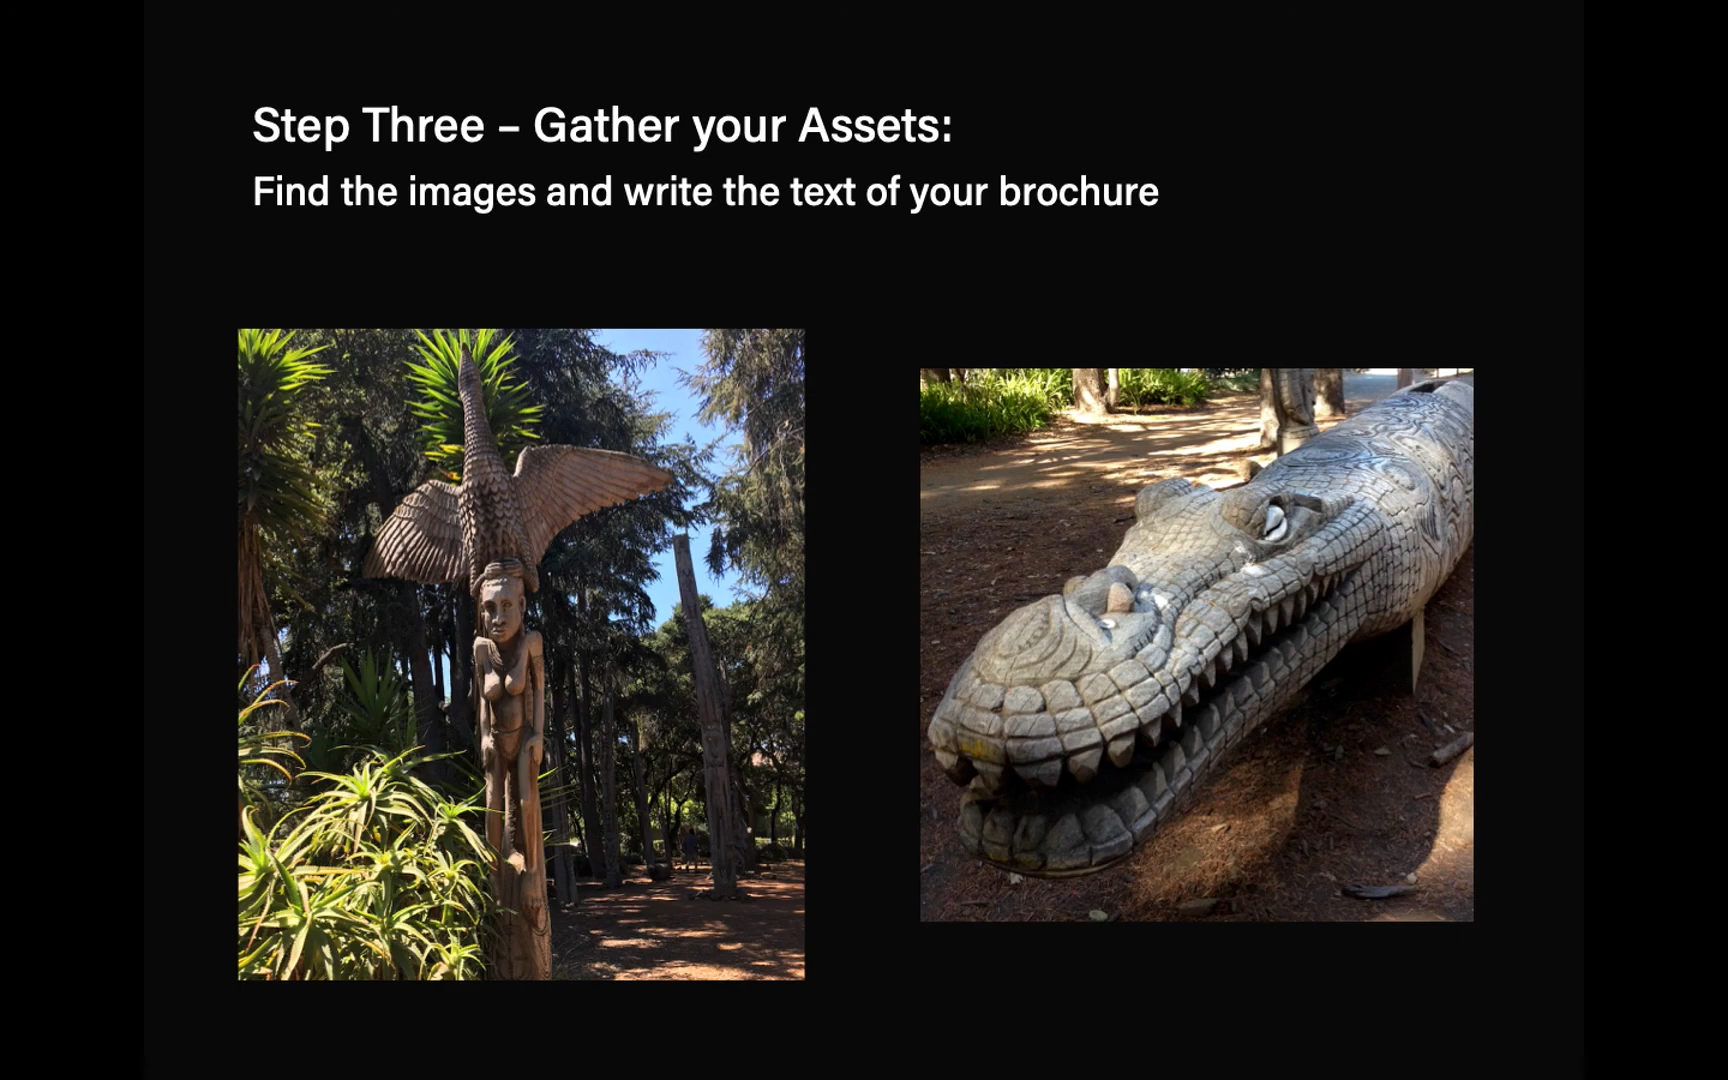 Step Three – Gather your Assets:
Find the images and write the text of your brochure